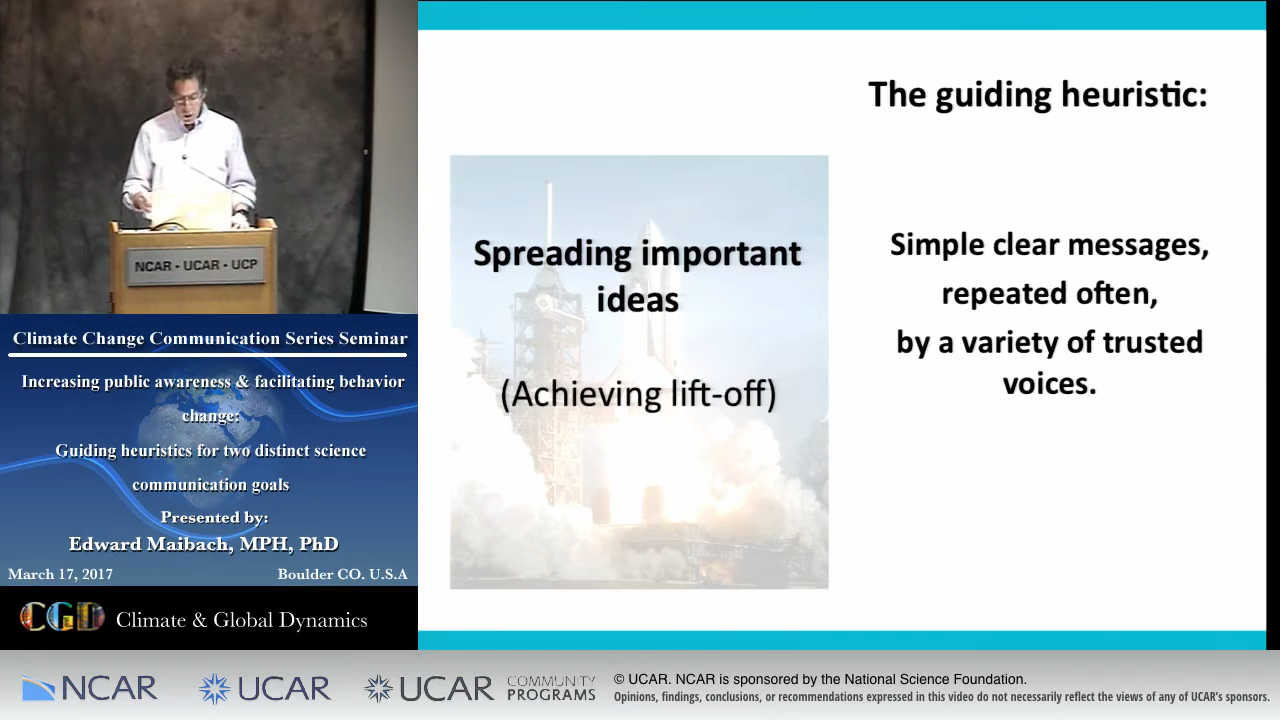 NCAR • UCAR • UCP
Climate Change Communication Series Seminar
Increasing public awareness & facilitating behavior
change:
Guiding heuristics for two distinct science
communication goals
Presented by:
Edward Maibach, MPH, PhD
March 17, 2017 Boulder CO. U.S.A
CGD Climate & Global Dynamics
The guiding heuristic:
Spreading important
ideas
(Achieving lift-off)
Simple clear messages,
repeated often,
by a variety of trusted
voices.
NCAR
UCAR
UCAR COMMUNITY
PROGRAMS
© UCAR. NCAR is sponsored by the National Science Foundation.
Opinions, findings, conclusions, or recommendations expressed in this video do not necessarily reflect the views of any of UCAR's sponsors.